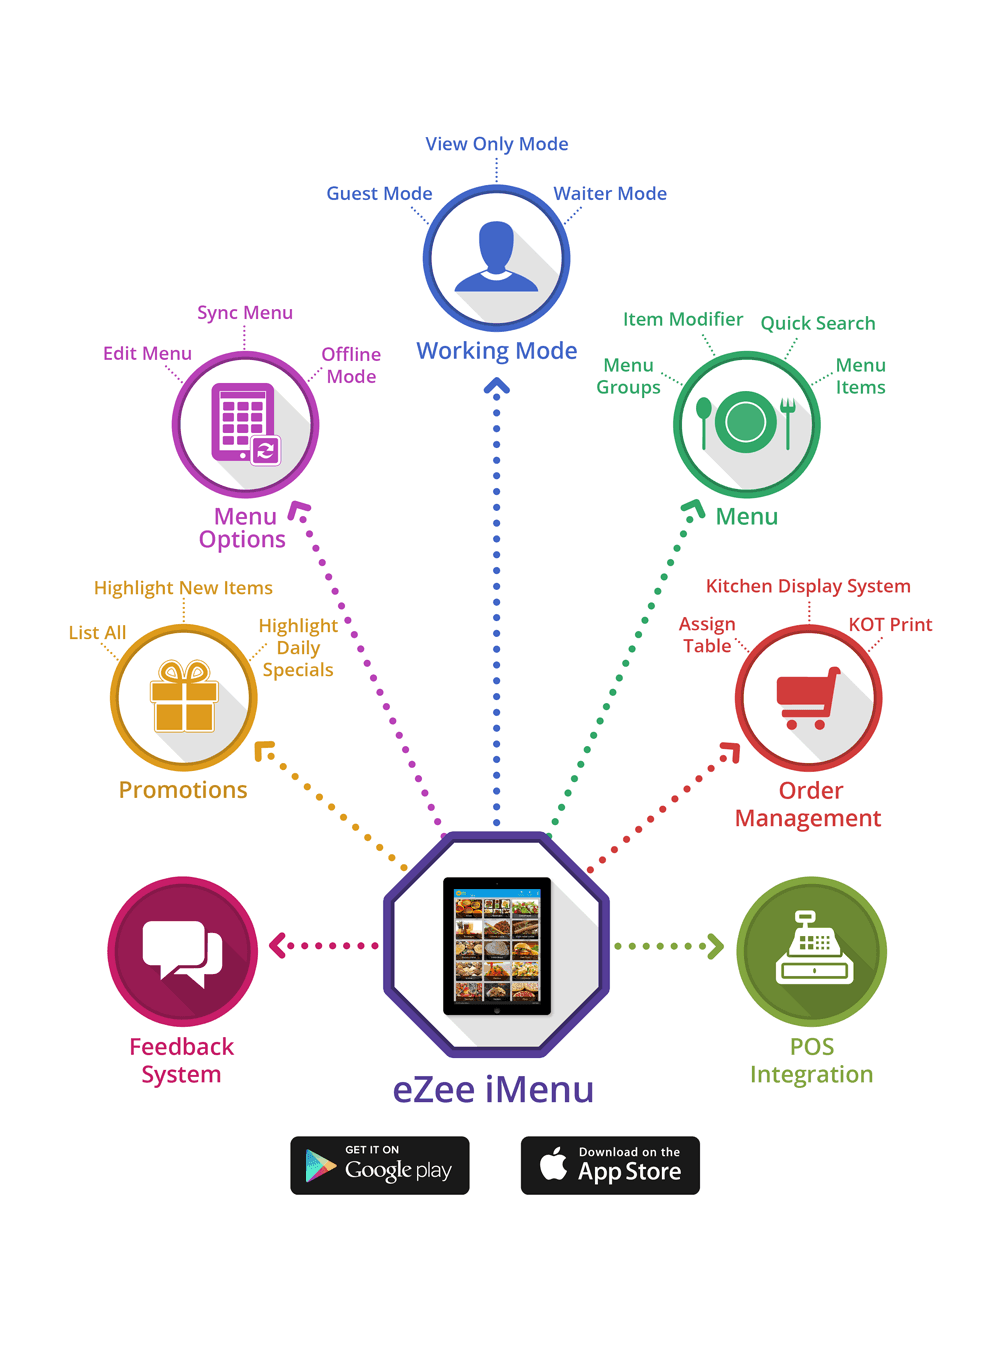 View Only Mode
Guest Mode
Waiter Mode
Working Mode
Sync Menu
Edit Menu
Offline
Mode
Menu
Options
Item Modifier
Quick Search
Menu
Groups
Menu
Items
Menu
Highlight New Items
List All
Highlight
Daily
Specials
Promotions
Kitchen Display System
Assign
Table
KOT Print
Order
Management
Feedback
System
POS
Integration
eZee iMenu
GET IT ON
Google play
Download on the
App Store